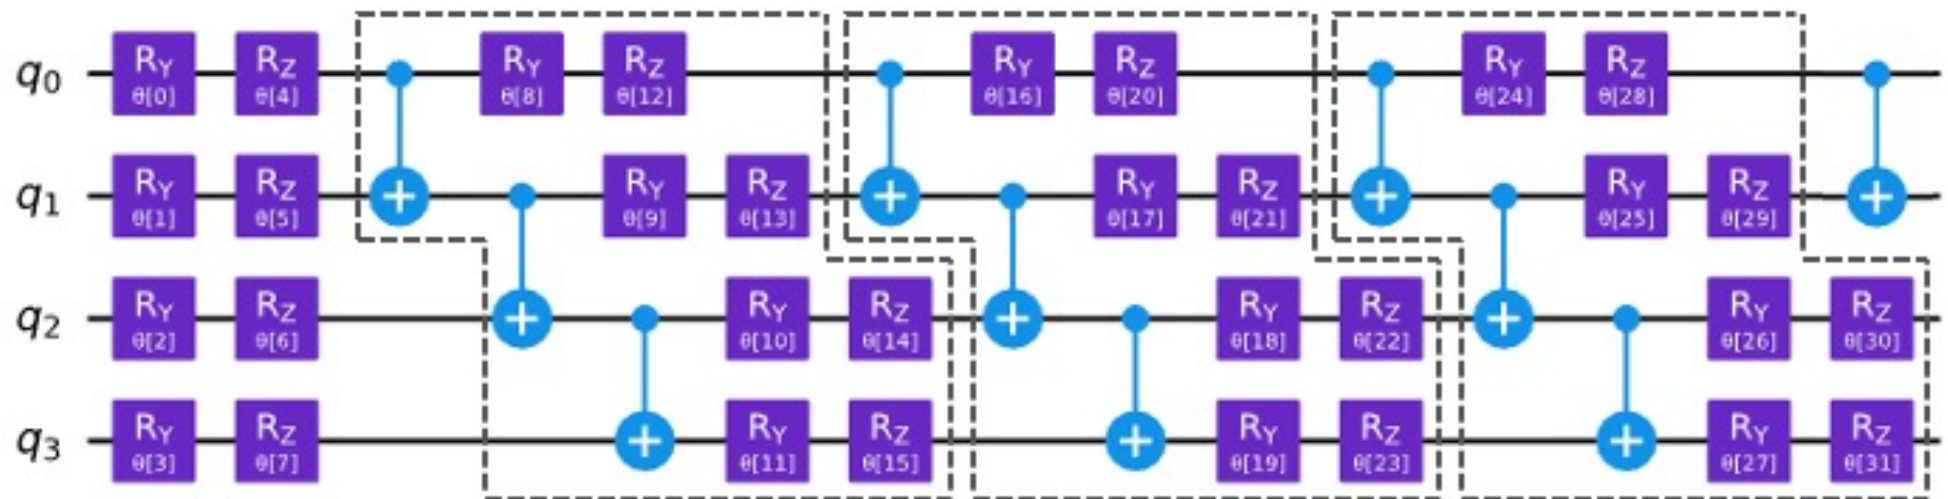 q0 RY θ[0] RZ θ[4] RY θ[8] RZ θ[12] RY θ[16] RZ θ[20] RY θ[24] RZ θ[28]
q1 RY θ[1] RZ θ[5] + RY θ[9] RZ θ[13] + RY θ[17] RZ θ[21] + RY θ[25] RZ θ[29] +
q2 RY θ[2] RZ θ[6] + RY θ[10] RZ θ[14] + RY θ[18] RZ θ[22] + RY θ[26] RZ θ[30]
q3 RY θ[3] RZ θ[7] + RY θ[11] RZ θ[15] + RY θ[19] RZ θ[23] + RY θ[27] RZ θ[31]